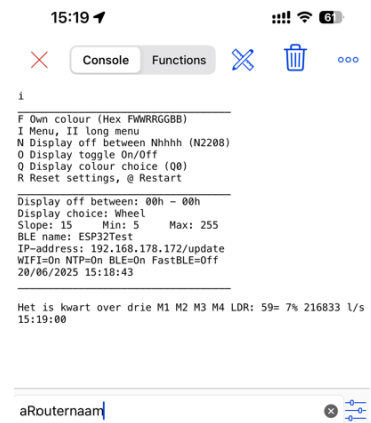 15:19
61
Console Functions
i
F Own colour (Hex FWWRRGGBB)
I Menu, II long menu
N Display off between Nhhhh (N2208)
O Display toggle On/Off
Q Display colour choice (Q0)
R Reset settings, @ Restart
Display off between: 00h - 00h
Display choice: Wheel
Slope: 15 Min: 5 Max: 255
BLE name: ESP32Test
IP-address: 192.168.178.172/update
WIFI=On NTP=On BLE=On FastBLE=Off
20/06/2025 15:18:43
Het is kwart over drie M1 M2 M3 M4 LDR: 59= 7% 216833 l/s
15:19:00
aRouternaam